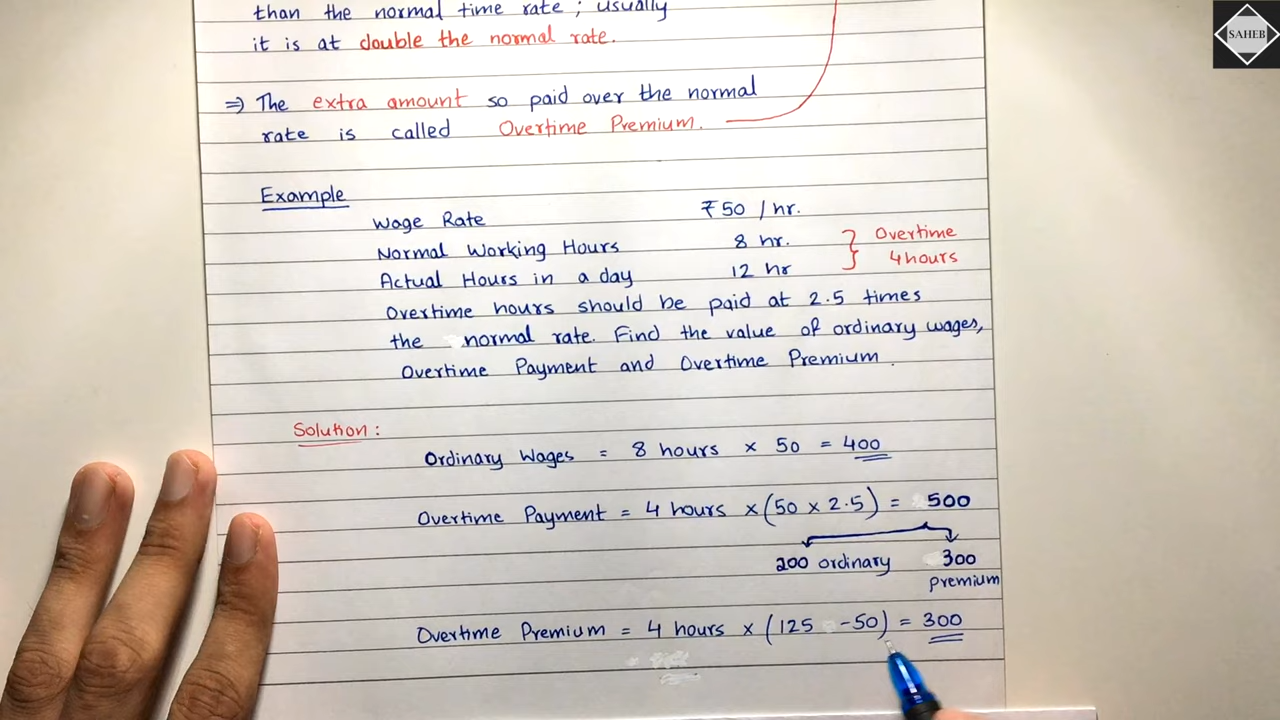 SAHEB
than the normal time rate ; usually
it is at double the normal rate.
⇒ The extra amount so paid over the normal
rate is called Overtime Premium.
Example
Wage Rate ₹50 /hr.
Normal Working Hours 8 hr. } Overtime
Actual Hours in a day 12 hr 4hours
Overtime hours should be paid at 2.5 times
the normal rate. Find the value of ordinary wages,
Overtime Payment and Overtime Premium.
Solution :
Ordinary Wages = 8 hours × 50 = 400
Overtime Payment = 4 hours × (50 × 2.5) = 500
200 ordinary 300
premium
Overtime Premium = 4 hours × (125 -50) = 300